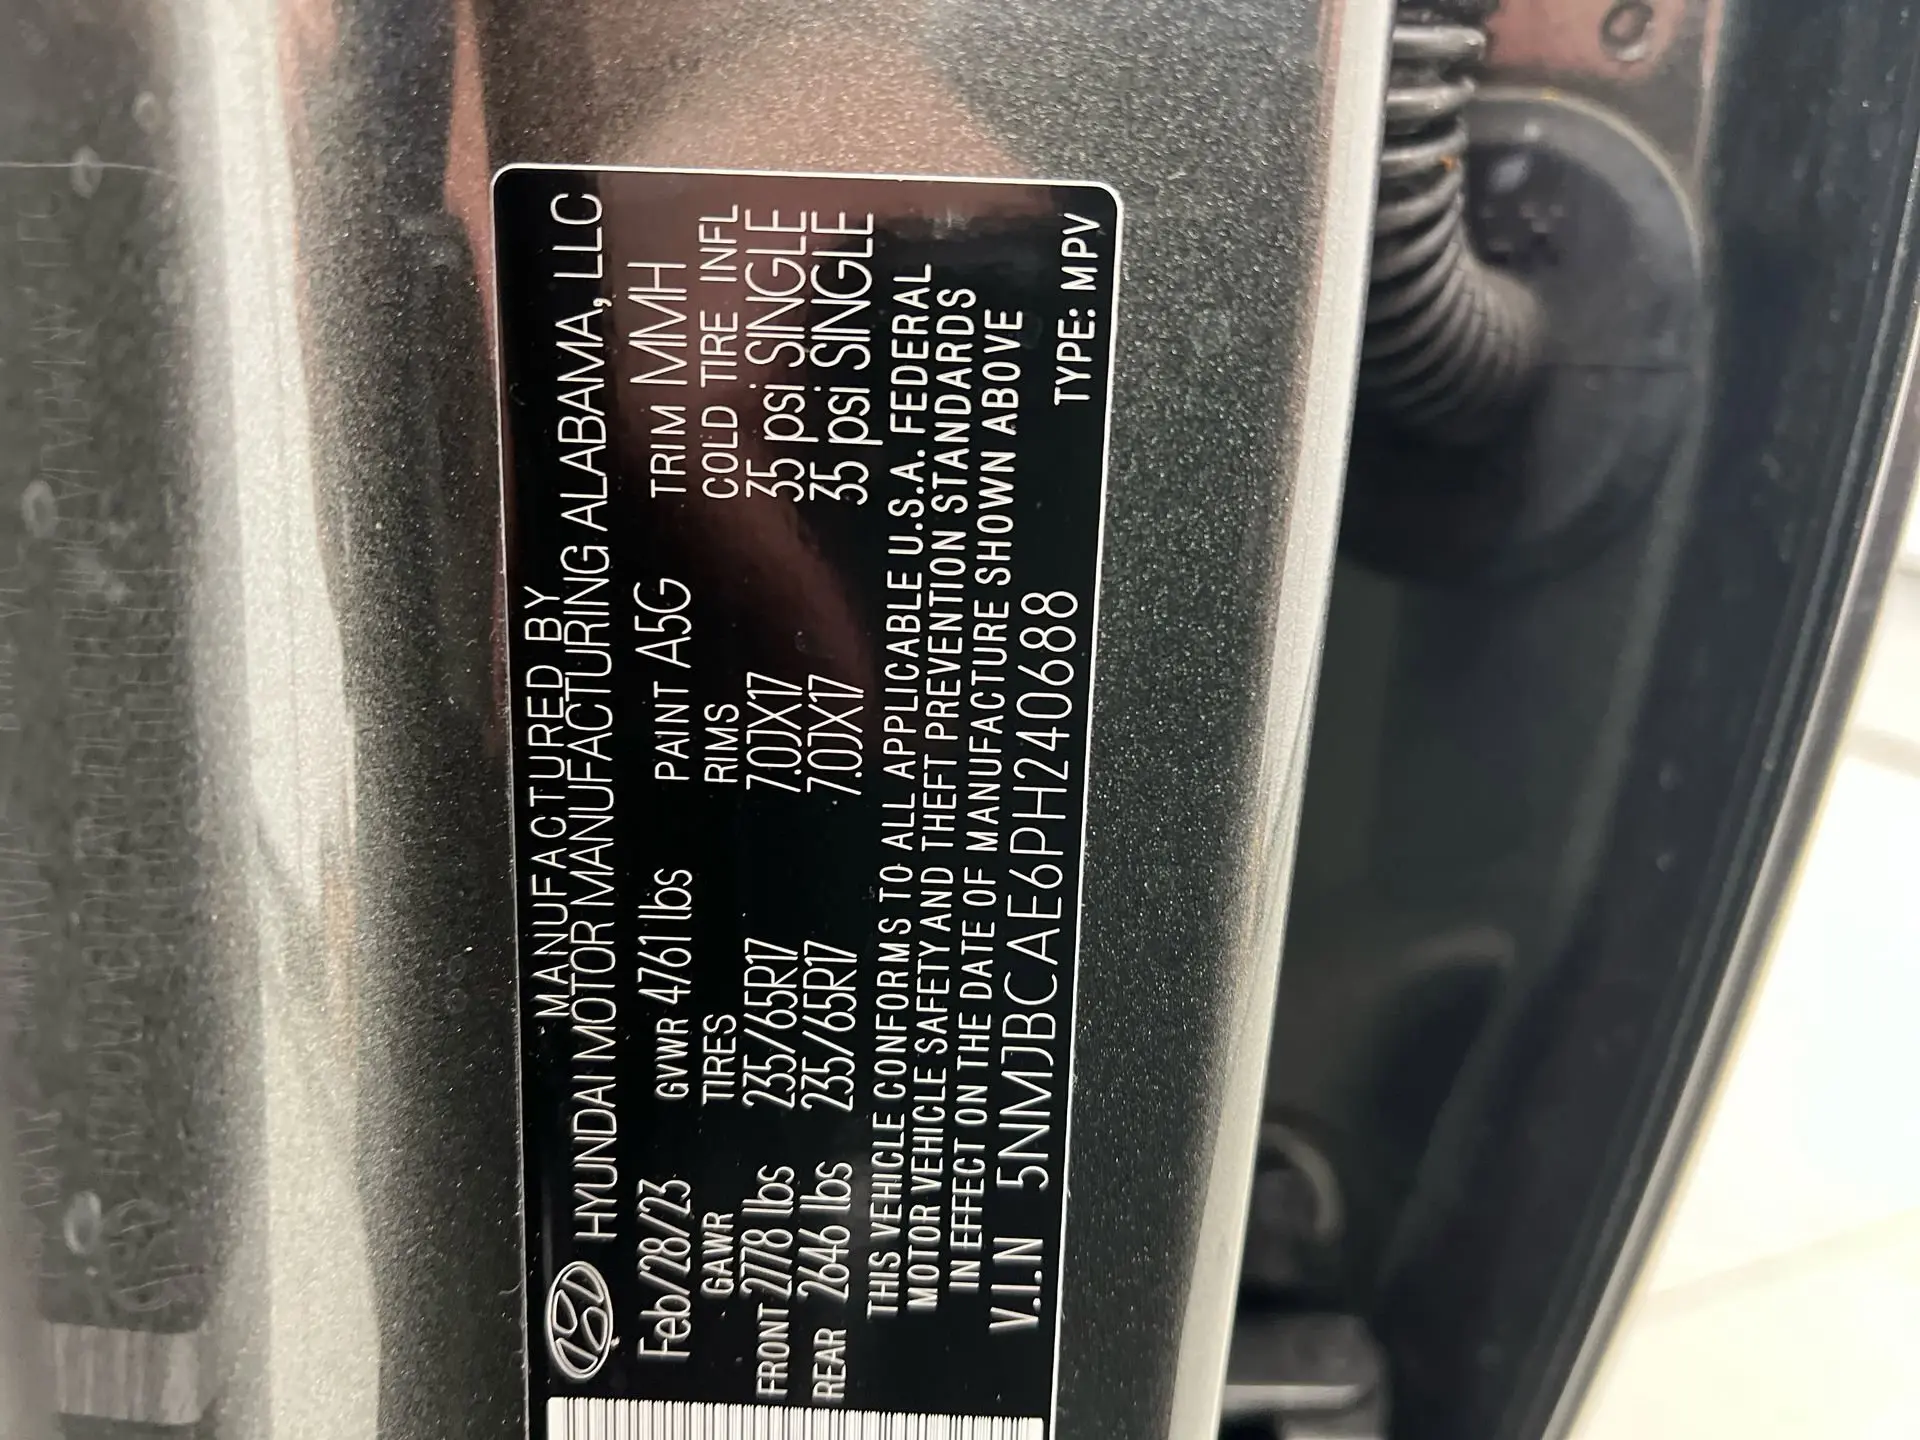 MANUFACTURED BY
HYUNDAI MOTOR MANUFACTURING ALABAMA, LLC
Feb/28/23 GVWR 4761 lbs PAINT A5G TRIM MMH
GAWR TIRES RIMS COLD TIRE INFL
FRONT 2778 lbs 235/65R17 7.0JX17 35 psi SINGLE
REAR 2646 lbs 235/65R17 7.0JX17 35 psi SINGLE
THIS VEHICLE CONFORMS TO ALL APPLICABLE U.S.A. FEDERAL
MOTOR VEHICLE SAFETY AND THEFT PREVENTION STANDARDS
IN EFFECT ON THE DATE OF MANUFACTURE SHOWN ABOVE
V.I.N 5NMJBCAE6PH240688 TYPE: MPV